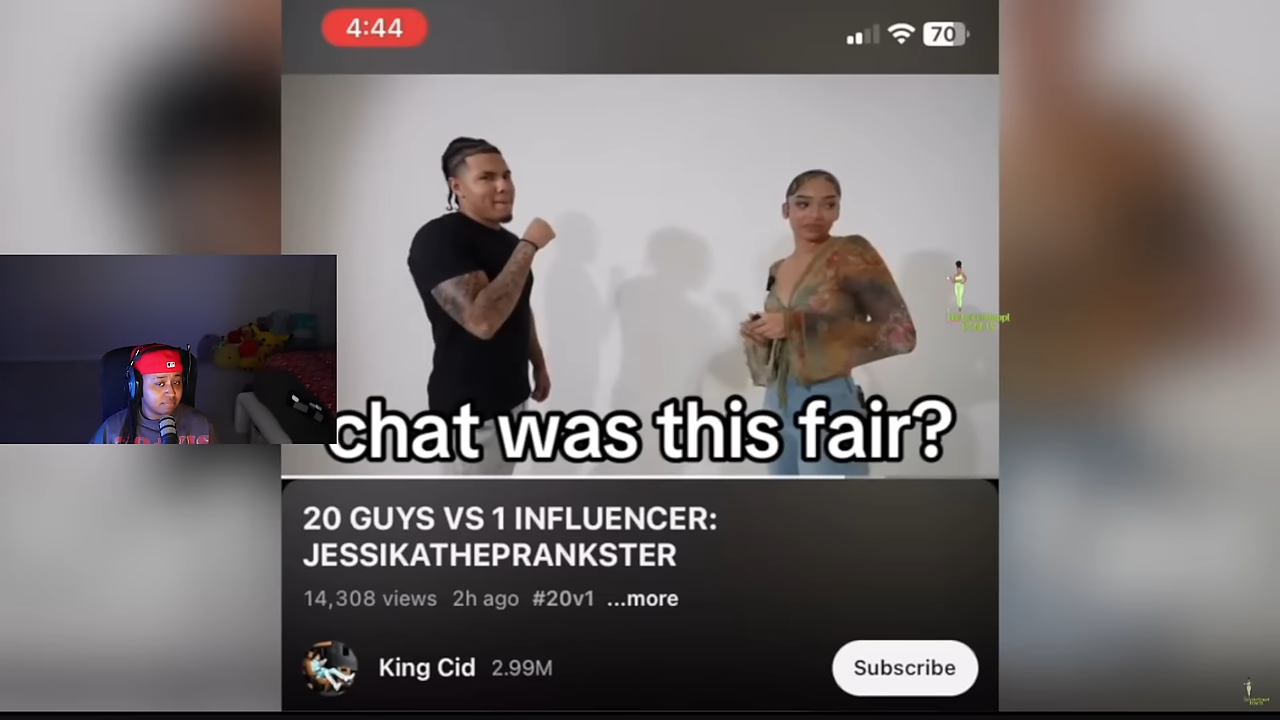 4:44
70
chat was this fair?
20 GUYS VS 1 INFLUENCER:
JESSIKATHEPRANKSTER
14,308 views 2h ago #20v1 ...more
King Cid 2.99M
Subscribe